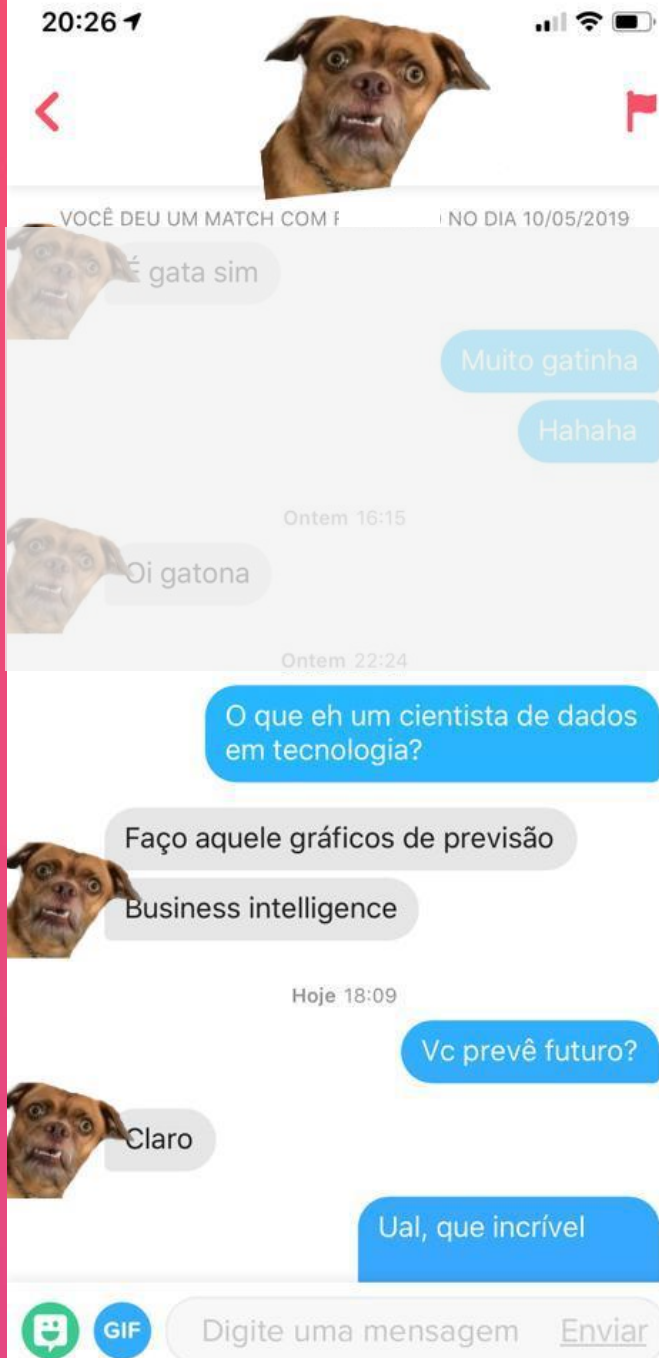 20:26
VOCÊ DEU UM MATCH COM
NO DIA 10/05/2019
É gata sim
Muito gatinha
Hahaha
Ontem 16:15
Oi gatona
Ontem 22:24
O que eh um cientista de dados
em tecnologia?
Faço aquele gráficos de previsão
Business intelligence
Hoje 18:09
Vc prevê futuro?
Claro
Ual, que incrível
GIF
Digite uma mensagem
Enviar